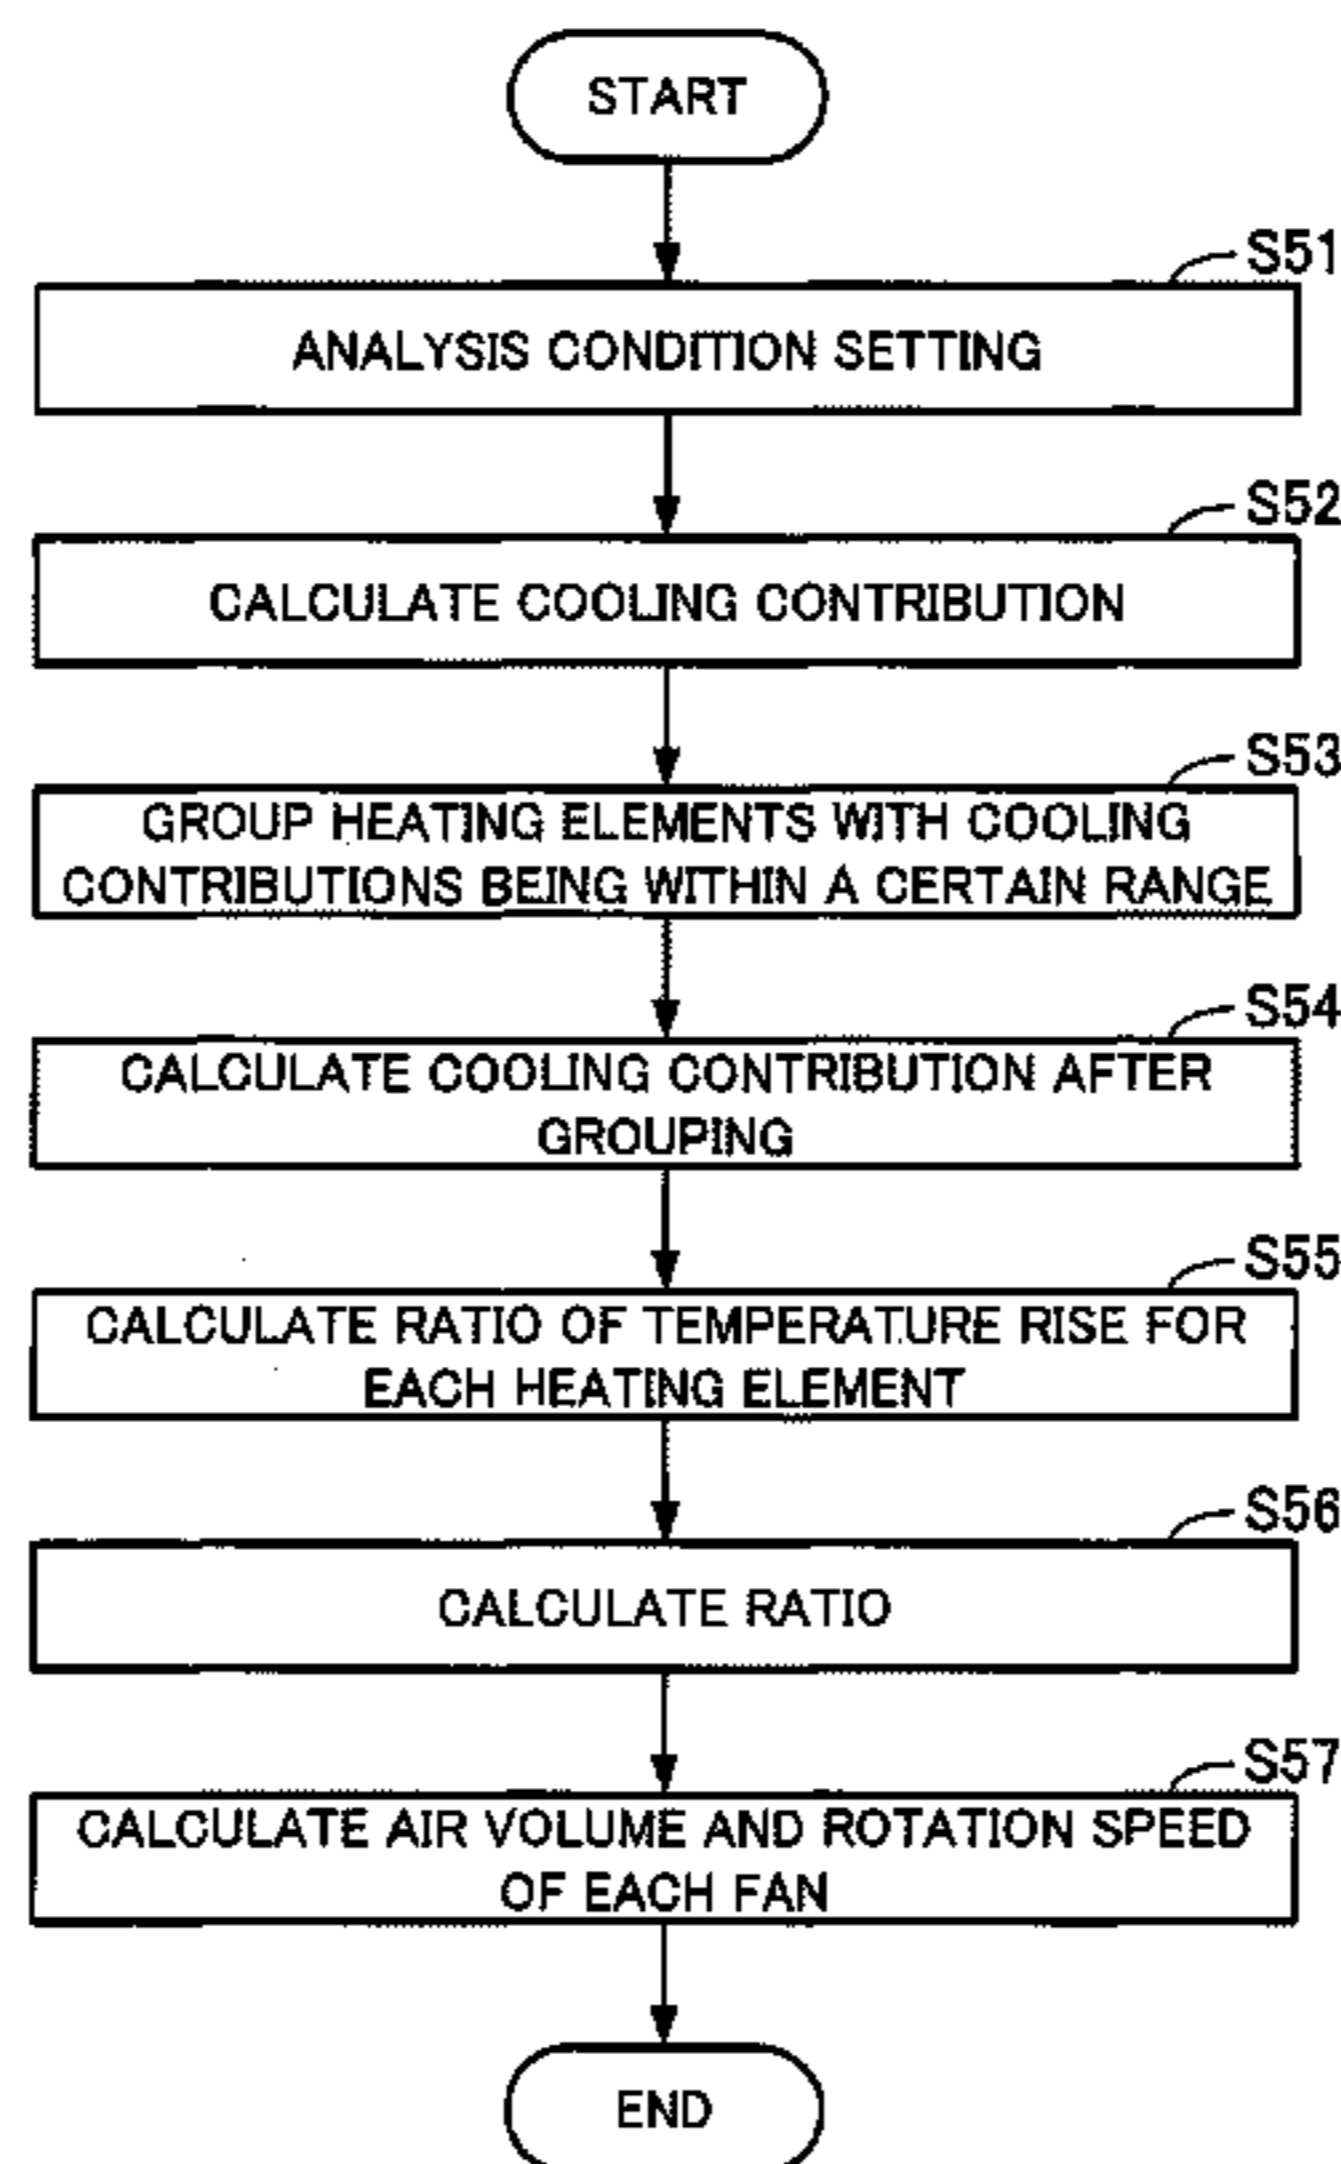 START
S51
ANALYSIS CONDITION SETTING
S52
CALCULATE COOLING CONTRIBUTION
S53
GROUP HEATING ELEMENTS WITH COOLING
CONTRIBUTIONS BEING WITHIN A CERTAIN RANGE
S54
CALCULATE COOLING CONTRIBUTION AFTER
GROUPING
S55
CALCULATE RATIO OF TEMPERATURE RISE FOR
EACH HEATING ELEMENT
S56
CALCULATE RATIO
S57
CALCULATE AIR VOLUME AND ROTATION SPEED
OF EACH FAN
END